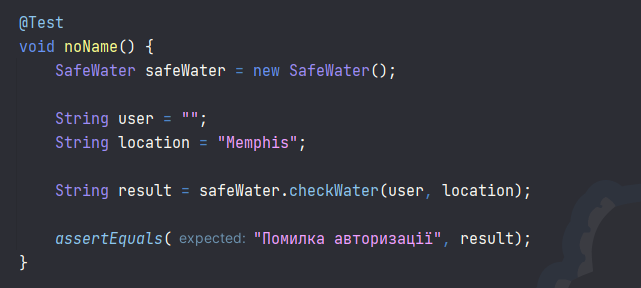 @Test
void noName() {
SafeWater safeWater = new SafeWater();
String user = "";
String location = "Memphis";
String result = safeWater.checkWater(user, location);
assertEquals( expected: "Помилка авторизації", result);
}